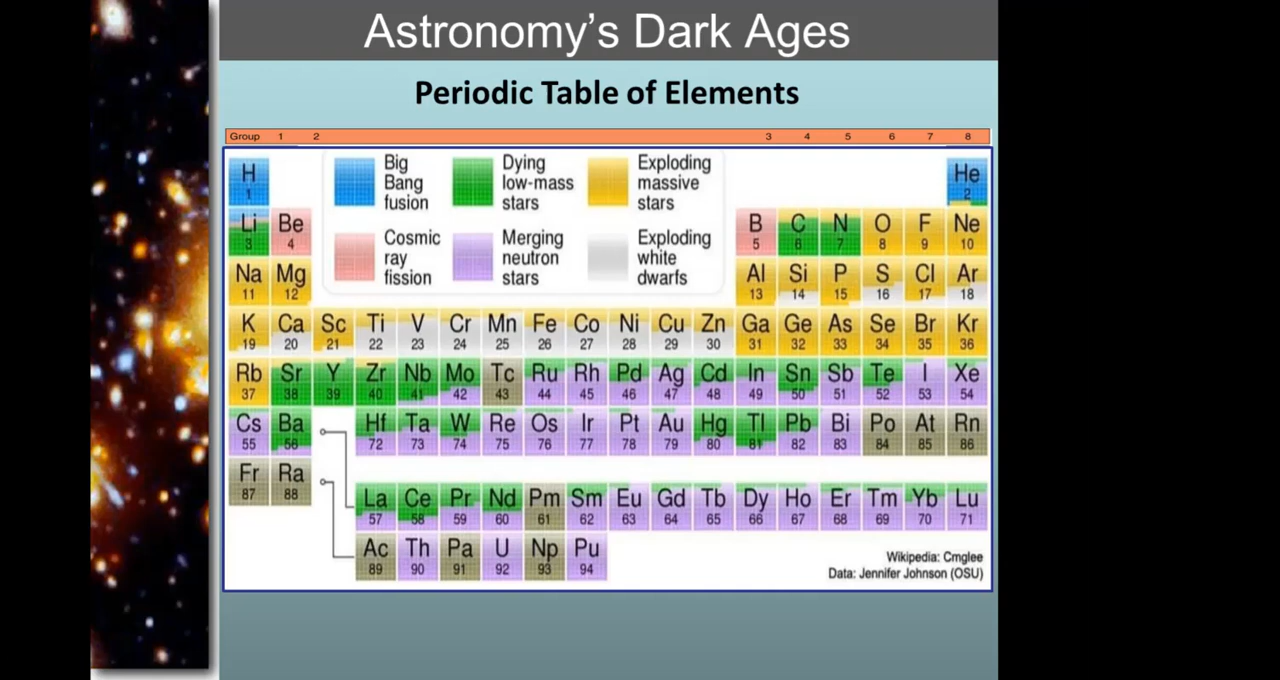 Astronomy's Dark Ages
Periodic Table of Elements
Group 1 2 3 4 5 6 7 8
Big Bang fusion
Dying low-mass stars
Exploding massive stars
Cosmic ray fission
Merging neutron stars
Exploding white dwarfs
H He
1 2
Li Be B C N O F Ne
3 4 5 6 7 8 9 10
Na Mg Al Si P S Cl Ar
11 12 13 14 15 16 17 18
K Ca Sc Ti V Cr Mn Fe Co Ni Cu Zn Ga Ge As Se Br Kr
19 20 21 22 23 24 25 26 27 28 29 30 31 32 33 34 35 36
Rb Sr Y Zr Nb Mo Tc Ru Rh Pd Ag Cd In Sn Sb Te I Xe
37 38 39 40 41 42 43 44 45 46 47 48 49 50 51 52 53 54
Cs Ba Hf Ta W Re Os Ir Pt Au Hg Tl Pb Bi Po At Rn
55 56 72 73 74 75 76 77 78 79 80 81 82 83 84 85 86
Fr Ra
87 88
La Ce Pr Nd Pm Sm Eu Gd Tb Dy Ho Er Tm Yb Lu
57 58 59 60 61 62 63 64 65 66 67 68 69 70 71
Ac Th Pa U Np Pu
89 90 91 92 93 94
Wikipedia: Cmglee
Data: Jennifer Johnson (OSU)